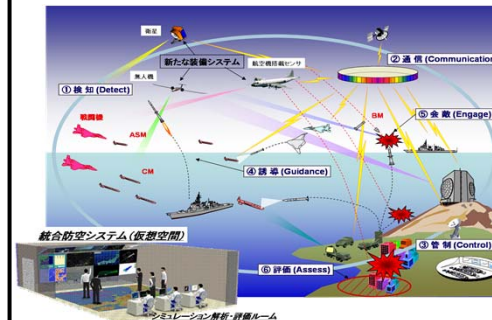 衛星
新たな装備システム
無人機
航空機搭載センサ
② 通信 (Communication
① 検知 (Detect)
戦闘機
ASM
BM
⑤ 会敵 (Engage)
CM
④ 誘導 (Guidance)
統合防空システム(仮想空間)
③ 管制 (Control)
⑥ 評価 (Assess)
シミュレーション解析・評価ルーム